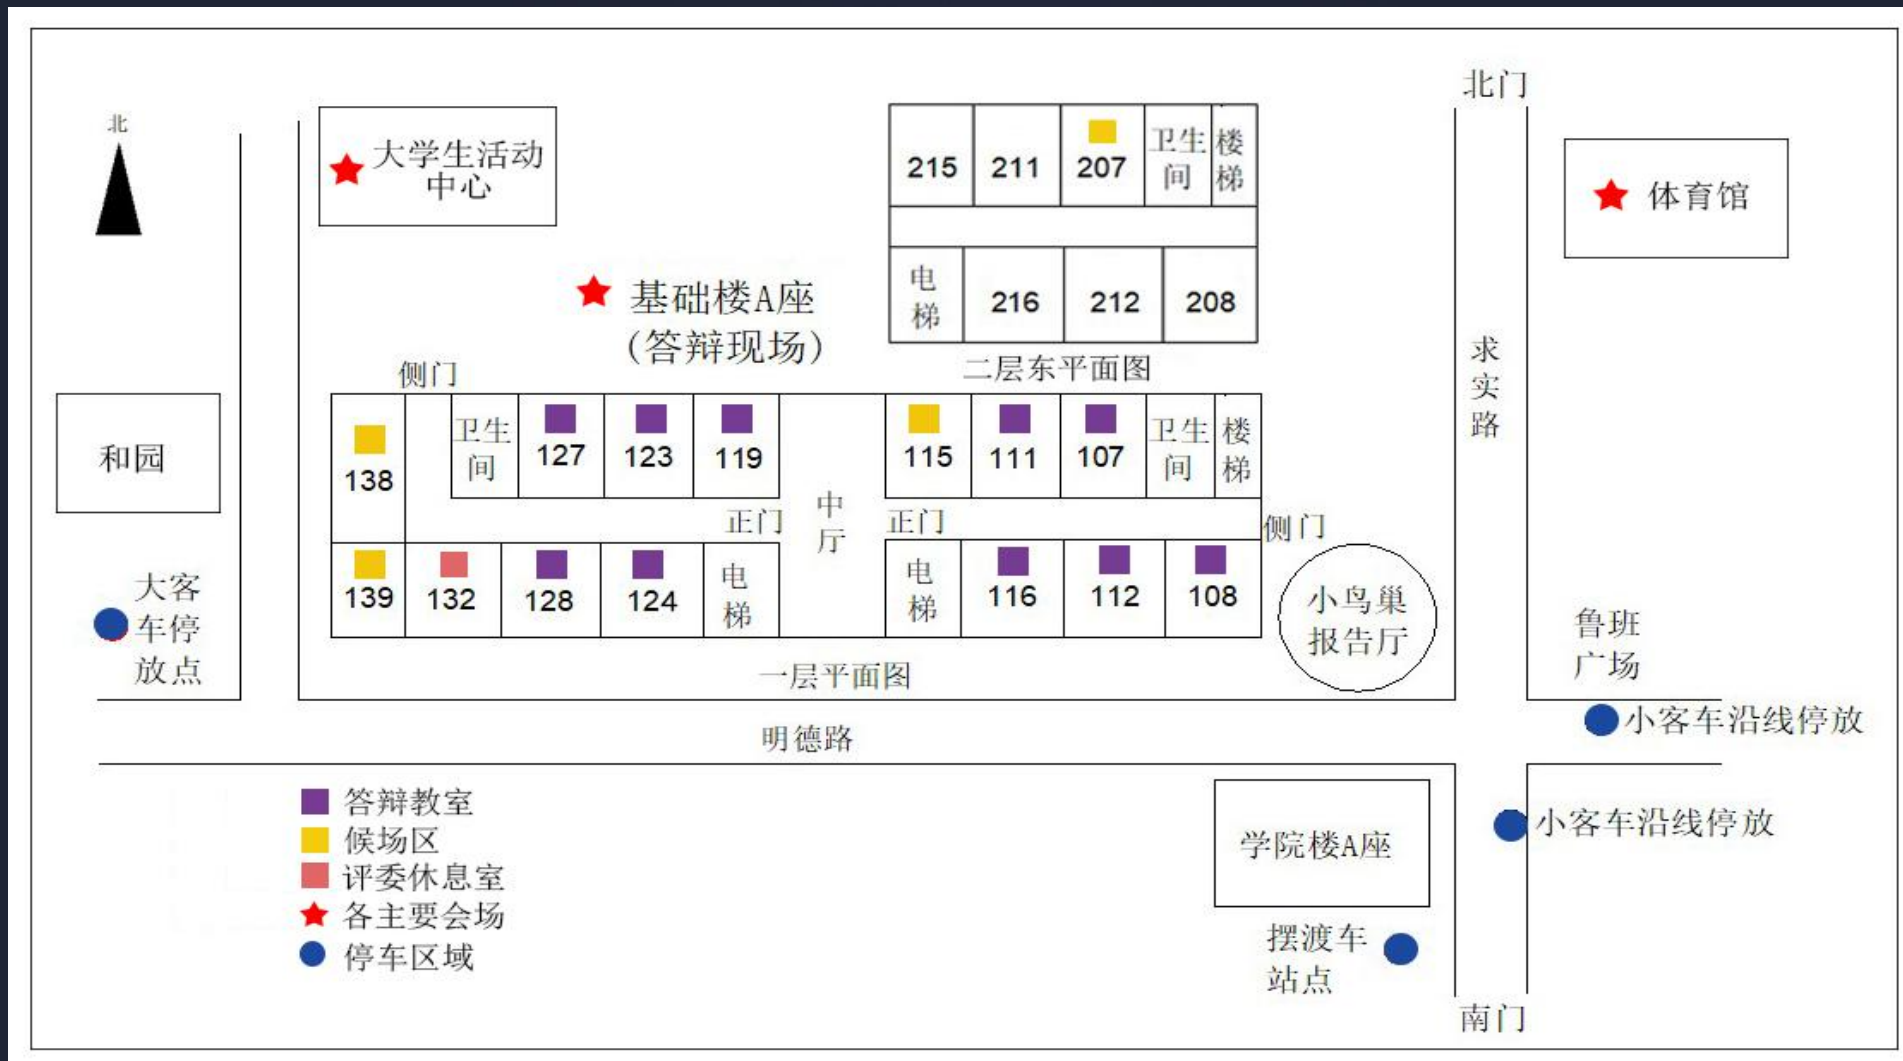 北门
北
大学生活动
中心
215
211
207
卫生
间
楼
梯
体育馆
电
梯
216
212
208
二层东平面图
基础楼A座
(答辩现场)
求
实
路
侧门
和园
138
卫生
间
127
123
119
中
厅
115
111
107
卫生
间
楼
梯
正门
正门
侧门
139
132
128
124
电
梯
电
梯
116
112
108
小鸟巢
报告厅
大客
车停
放点
鲁班
广场
一层平面图
小客车沿线停放
明德路
答辩教室
候场区
评委休息室
各主要会场
停车区域
学院楼A座
小客车沿线停放
摆渡车
站点
南门